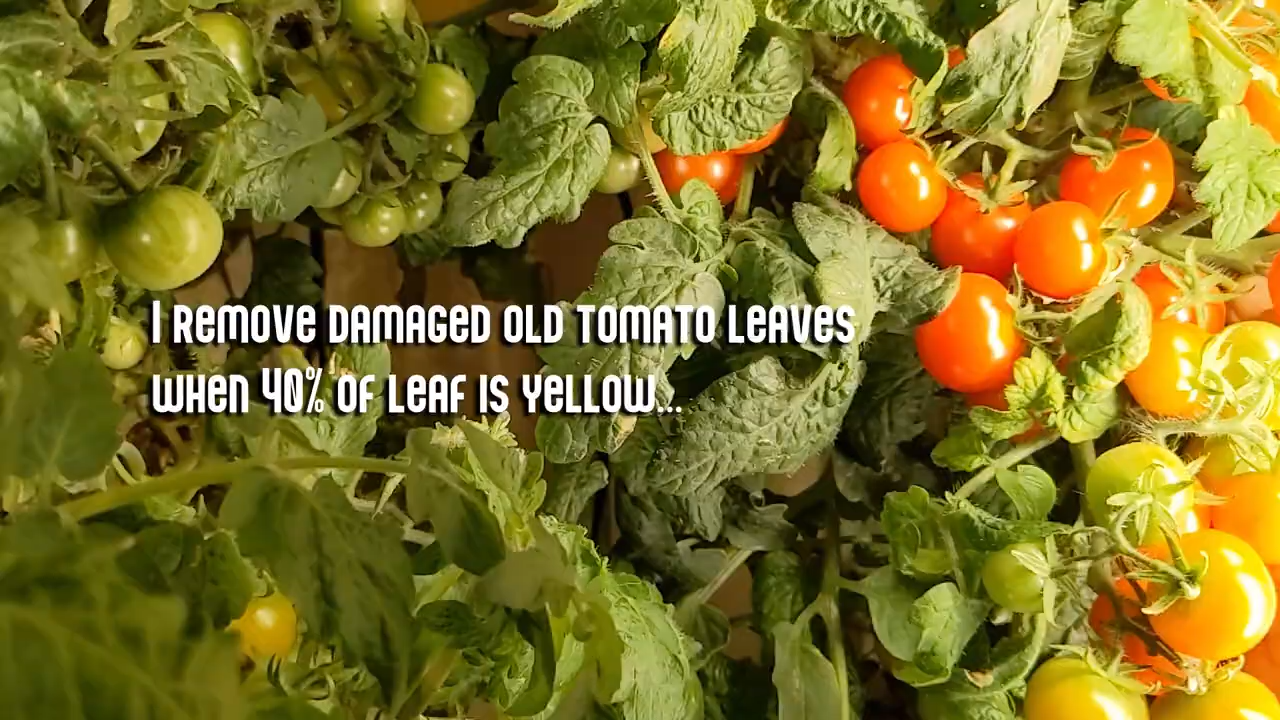 I remove damaged old tomato leaves
when 40% of leaf is yellow...